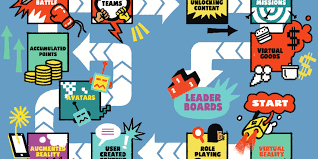 BATTLE
TEAMS
UNLOCKING
CONTENT
MISSIONS
ACCUMULATED
POINTS
VIRTUAL
GOODS
AVATARS
LEADER
BOARDS
START
AUGMENTED
REALITY
USER
CREATED
ROLE
PLAYING
VIRTUAL
REALITY